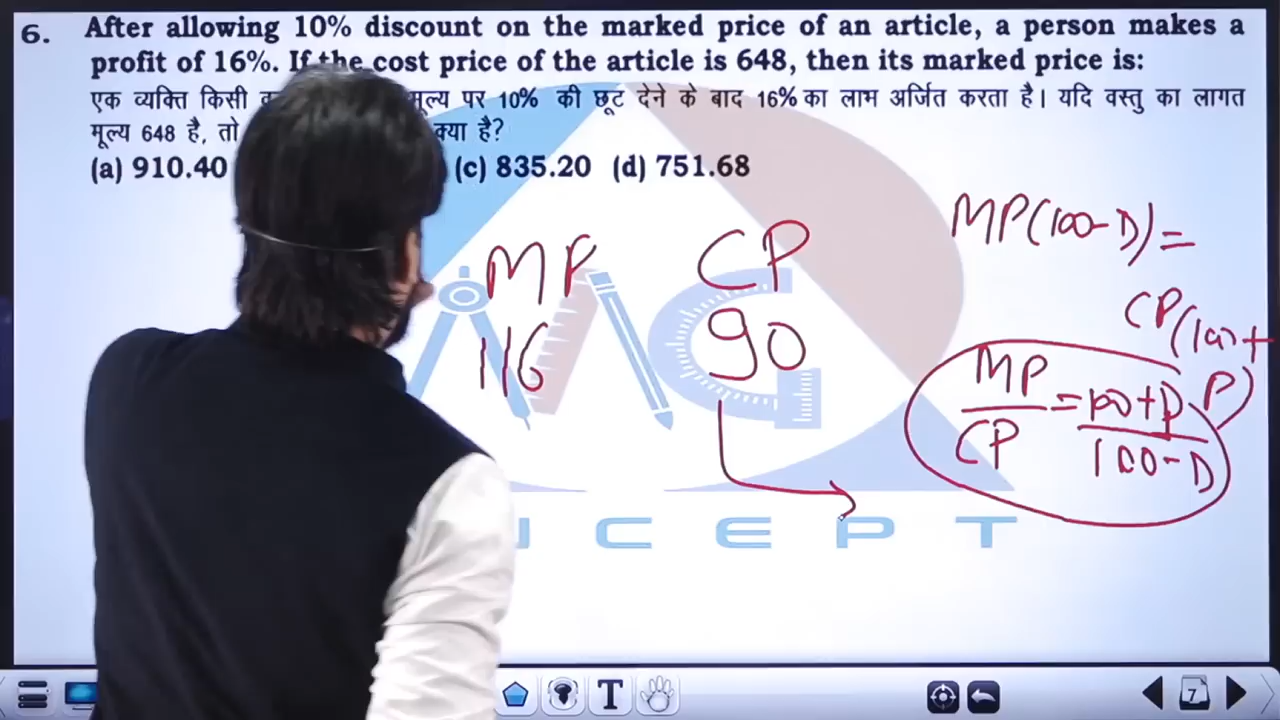 6. After allowing 10% discount on the marked price of an article, a person makes a
profit of 16%. If the cost price of the article is 648, then its marked price is:
एक व्यक्ति किसी मूल्य पर 10% की छूट देने के बाद 16% का लाभ अर्जित करता है। यदि वस्तु का लागत
मूल्य 648 है, तो क्या है?
(a) 910.40 (c) 835.20 (d) 751.68
MP(100-D) =
CP(100+P)
MP CP
116 90
MP/CP = 100+P/100-D
NCEPT
T
7